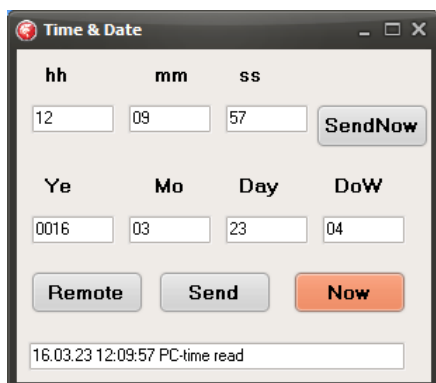 Time & Date
hh mm ss
12 09 57 SendNow
Ye Mo Day DoW
0016 03 23 04
Remote Send Now
16.03.23 12:09:57 PC-time read